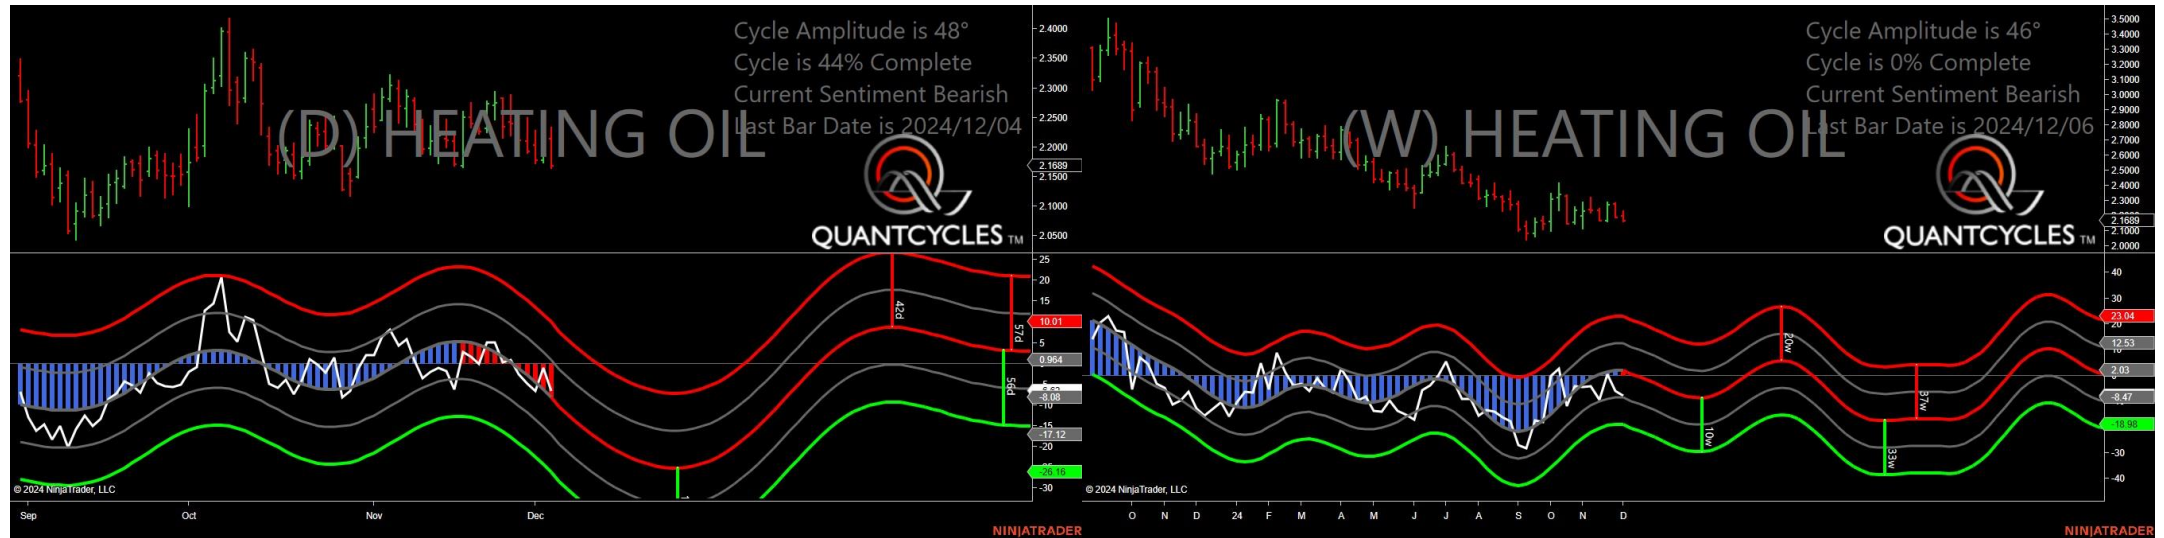 Cycle Amplitude is 48°
Cycle is 44% Complete
Current Sentiment Bearish
Last Bar Date is 2024/12/04
(D) HEATING OIL
QUANTCYCLES TM
2.4000
2.3500
2.3000
2.2500
2.2000
2.1689
2.1500
2.1000
2.0500
25
20
15
10.01
5
0.964
-8.08
-10
-15
-17.12
-20
-26.16
-30
42d
57d
56d
© 2024 NinjaTrader, LLC
Sep Oct Nov Dec
NINJATRADER
Cycle Amplitude is 46°
Cycle is 0% Complete
Current Sentiment Bearish
Last Bar Date is 2024/12/06
(W) HEATING OIL
QUANTCYCLES TM
3.5000
3.4000
3.3000
3.2000
3.1000
3.0000
2.9000
2.8000
2.7000
2.6000
2.5000
2.4000
2.3000
2.1689
2.1000
2.0000
40
30
23.04
20
12.53
2.03
-8.47
-18.98
-30
-40
20w
10w
37w
33w
© 2024 NinjaTrader, LLC
O N D 24 F M A M J J A S O N D
NINJATRADER